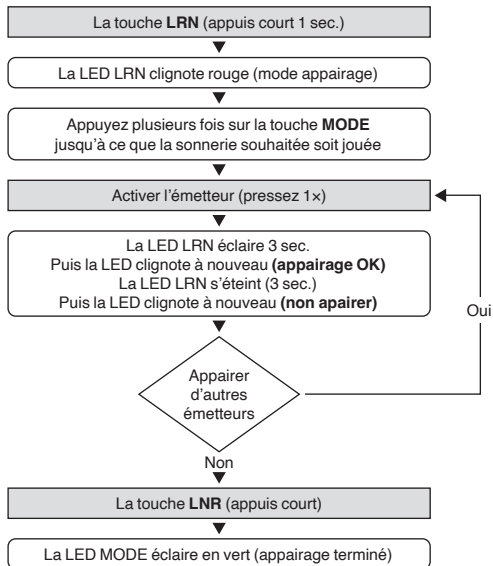 La touche LRN (appuis court 1 sec.)
La LED LRN clignote rouge (mode appairage)
Appuyez plusieurs fois sur la touche MODE
jusqu'à ce que la sonnerie souhaitée soit jouée
Activer l'émetteur (pressez 1×)
La LED LRN éclaire 3 sec.
Puis la LED clignote à nouveau (appairage OK)
La LED LRN s'éteint (3 sec.)
Puis la LED clignote à nouveau (non apairer)
Oui
Appairer
d'autres
émetteurs
Non
La touche LNR (appuis court)
La LED MODE éclaire en vert (appairage terminé)